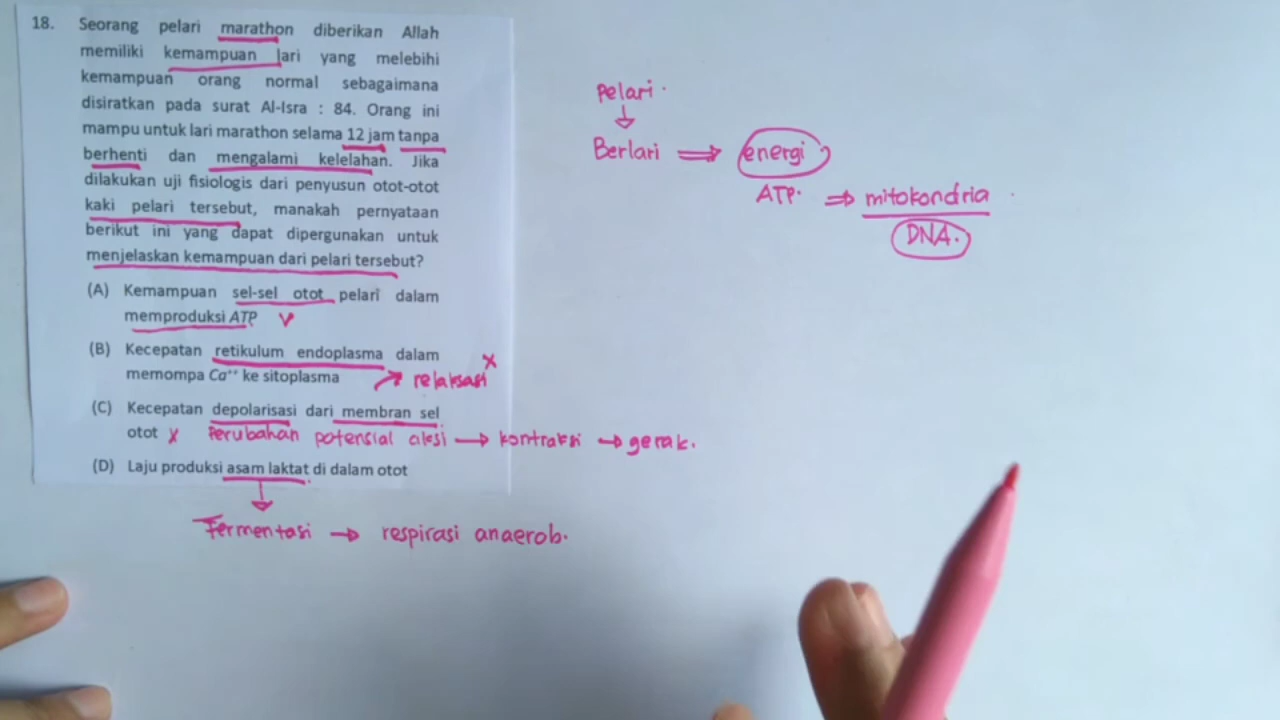 18. Seorang pelari marathon diberikan Allah
memiliki kemampuan lari yang melebihi
kemampuan orang normal sebagaimana
disiratkan pada surat Al-Isra : 84. Orang ini
mampu untuk lari marathon selama 12 jam tanpa
berhenti dan mengalami kelelahan. Jika
dilakukan uji fisiologis dari penyusun otot-otot
kaki pelari tersebut, manakah pernyataan
berikut ini yang dapat dipergunakan untuk
menjelaskan kemampuan dari pelari tersebut?
(A) Kemampuan sel-sel otot pelari dalam
memproduksi ATP v
(B) Kecepatan retikulum endoplasma dalam x
memompa Ca⁺⁺ ke sitoplasma → relaksasi
(C) Kecepatan depolarisasi dari membran sel
otot x Perubahan potensial aksi → kontraksi → gerak.
(D) Laju produksi asam laktat di dalam otot
↓
Fermentasi → respirasi anaerob.
Pelari.
↓
Berlari ⇒ energi
ATP. ⇒ mitokondria
DNA.